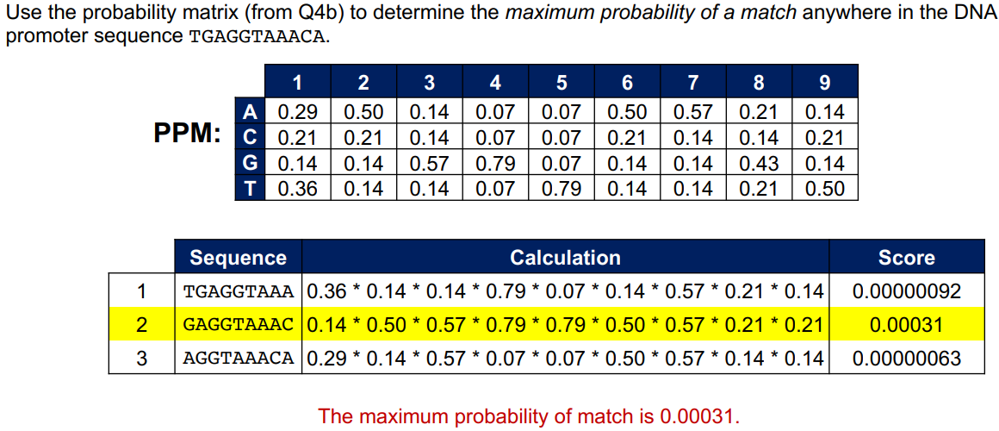 Use the probability matrix (from Q4b) to determine the maximum probability of a match anywhere in the DNA
promoter sequence TGAGGTAAACA.
1 2 3 4 5 6 7 8 9
PPM:
A 0.29 0.50 0.14 0.07 0.07 0.50 0.57 0.21 0.14
C 0.21 0.21 0.14 0.07 0.07 0.21 0.14 0.14 0.21
G 0.14 0.14 0.57 0.79 0.07 0.14 0.14 0.43 0.14
T 0.36 0.14 0.14 0.07 0.79 0.14 0.14 0.21 0.50
Sequence Calculation Score
1 TGAGGTAAA 0.36 * 0.14 * 0.14 * 0.79 * 0.07 * 0.14 * 0.57 * 0.21 * 0.14 0.00000092
2 GAGGTAAAC 0.14 * 0.50 * 0.57 * 0.79 * 0.79 * 0.50 * 0.57 * 0.21 * 0.21 0.00031
3 AGGTAAACA 0.29 * 0.14 * 0.57 * 0.07 * 0.07 * 0.50 * 0.57 * 0.14 * 0.14 0.00000063
The maximum probability of match is 0.00031.